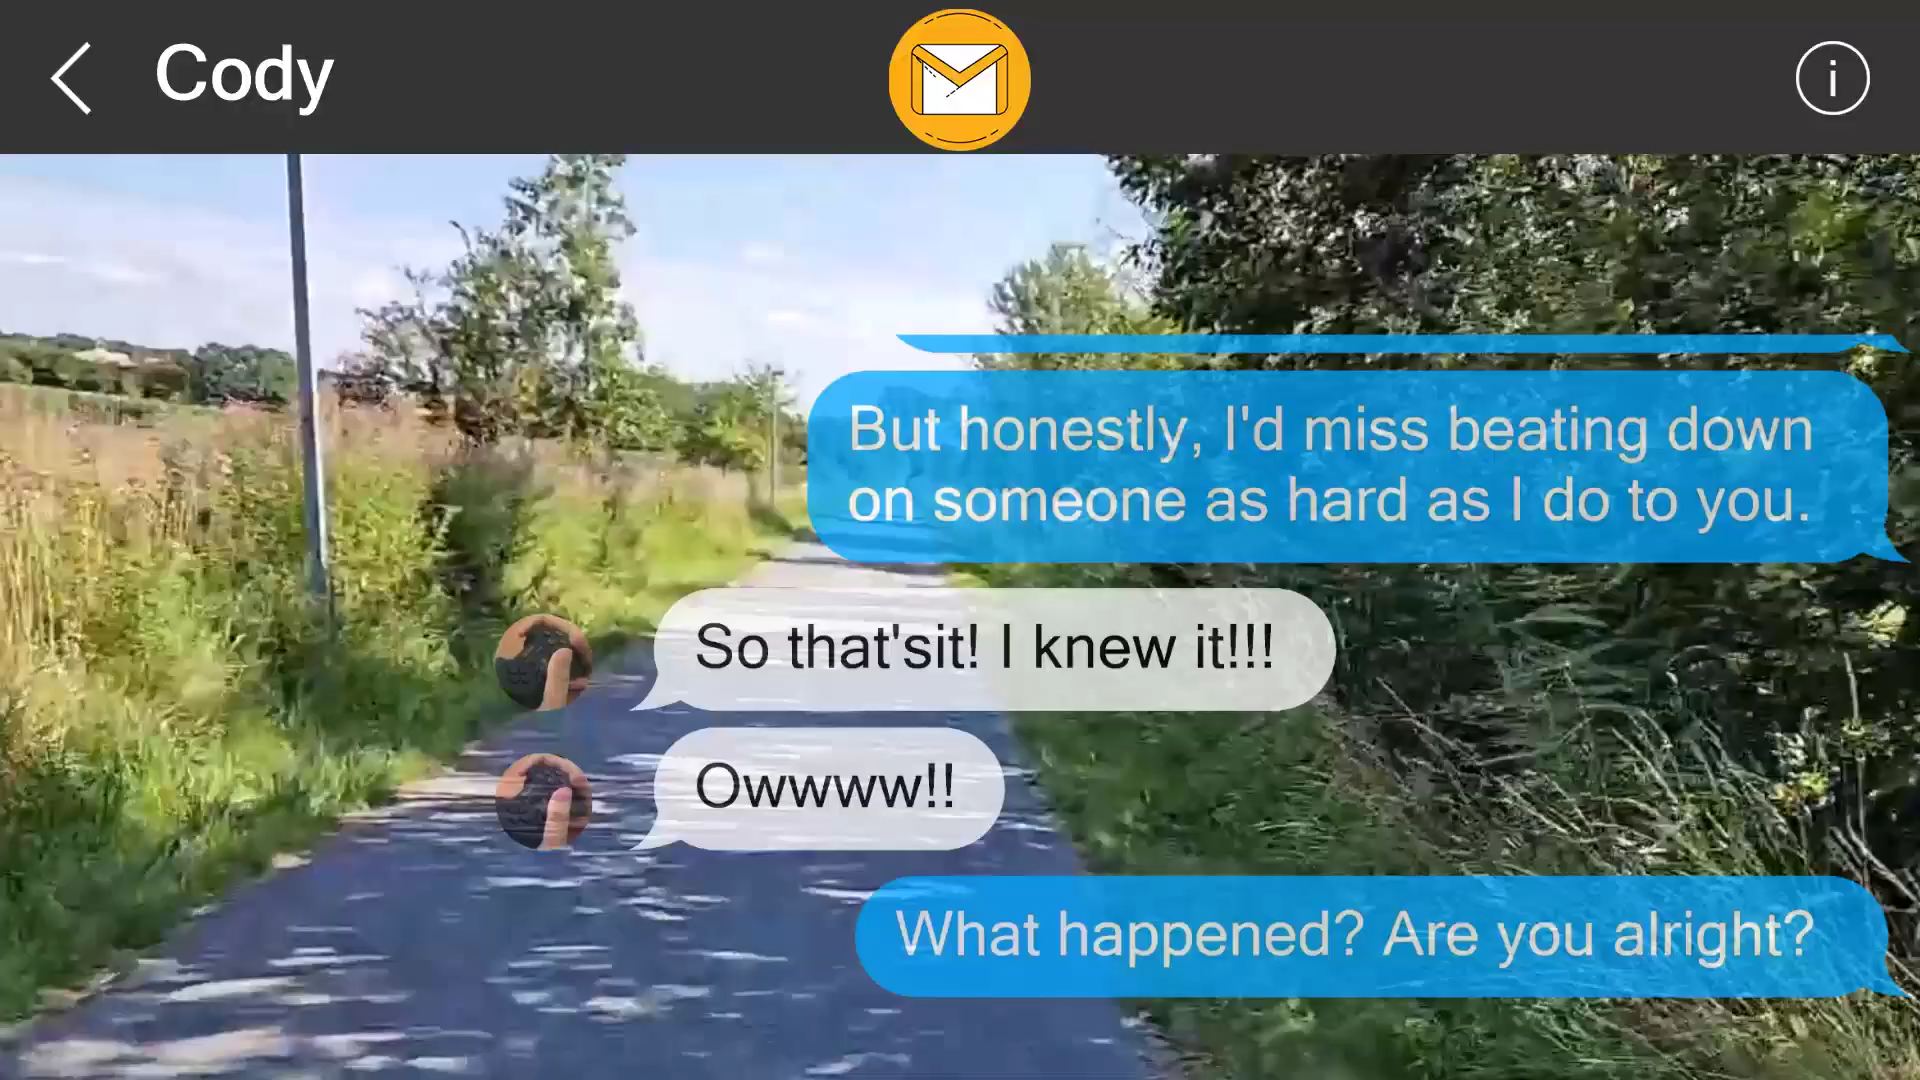 Cody
But honestly, I'd miss beating down
on someone as hard as I do to you.
So that'sit! I knew it!!!
Owwww!!
What happened? Are you alright?